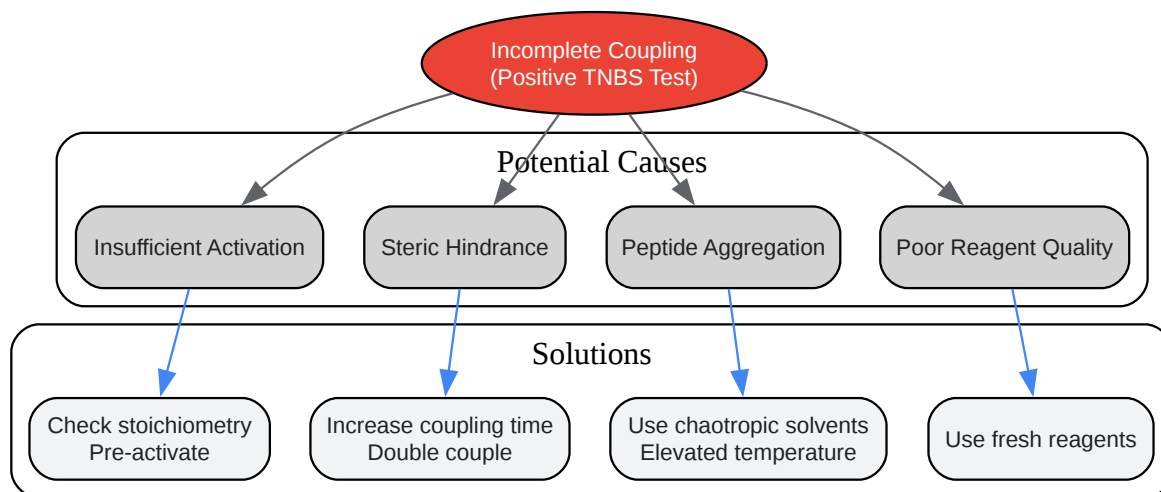 Incomplete Coupling
(Positive TNBS Test)
Potential Causes
Insufficient Activation
Steric Hindrance
Peptide Aggregation
Poor Reagent Quality
Solutions
Check stoichiometry
Pre-activate
Increase coupling time
Double couple
Use chaotropic solvents
Elevated temperature
Use fresh reagents